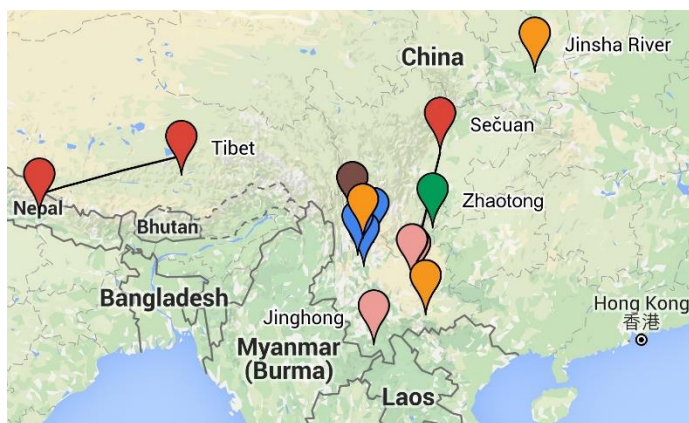 China
Jinsha River
Sečuan
Tibet
Zhaotong
Nepal
Bhutan
Bangladesh
Hong Kong
香港
Jinghong
Myanmar
(Burma)
Laos